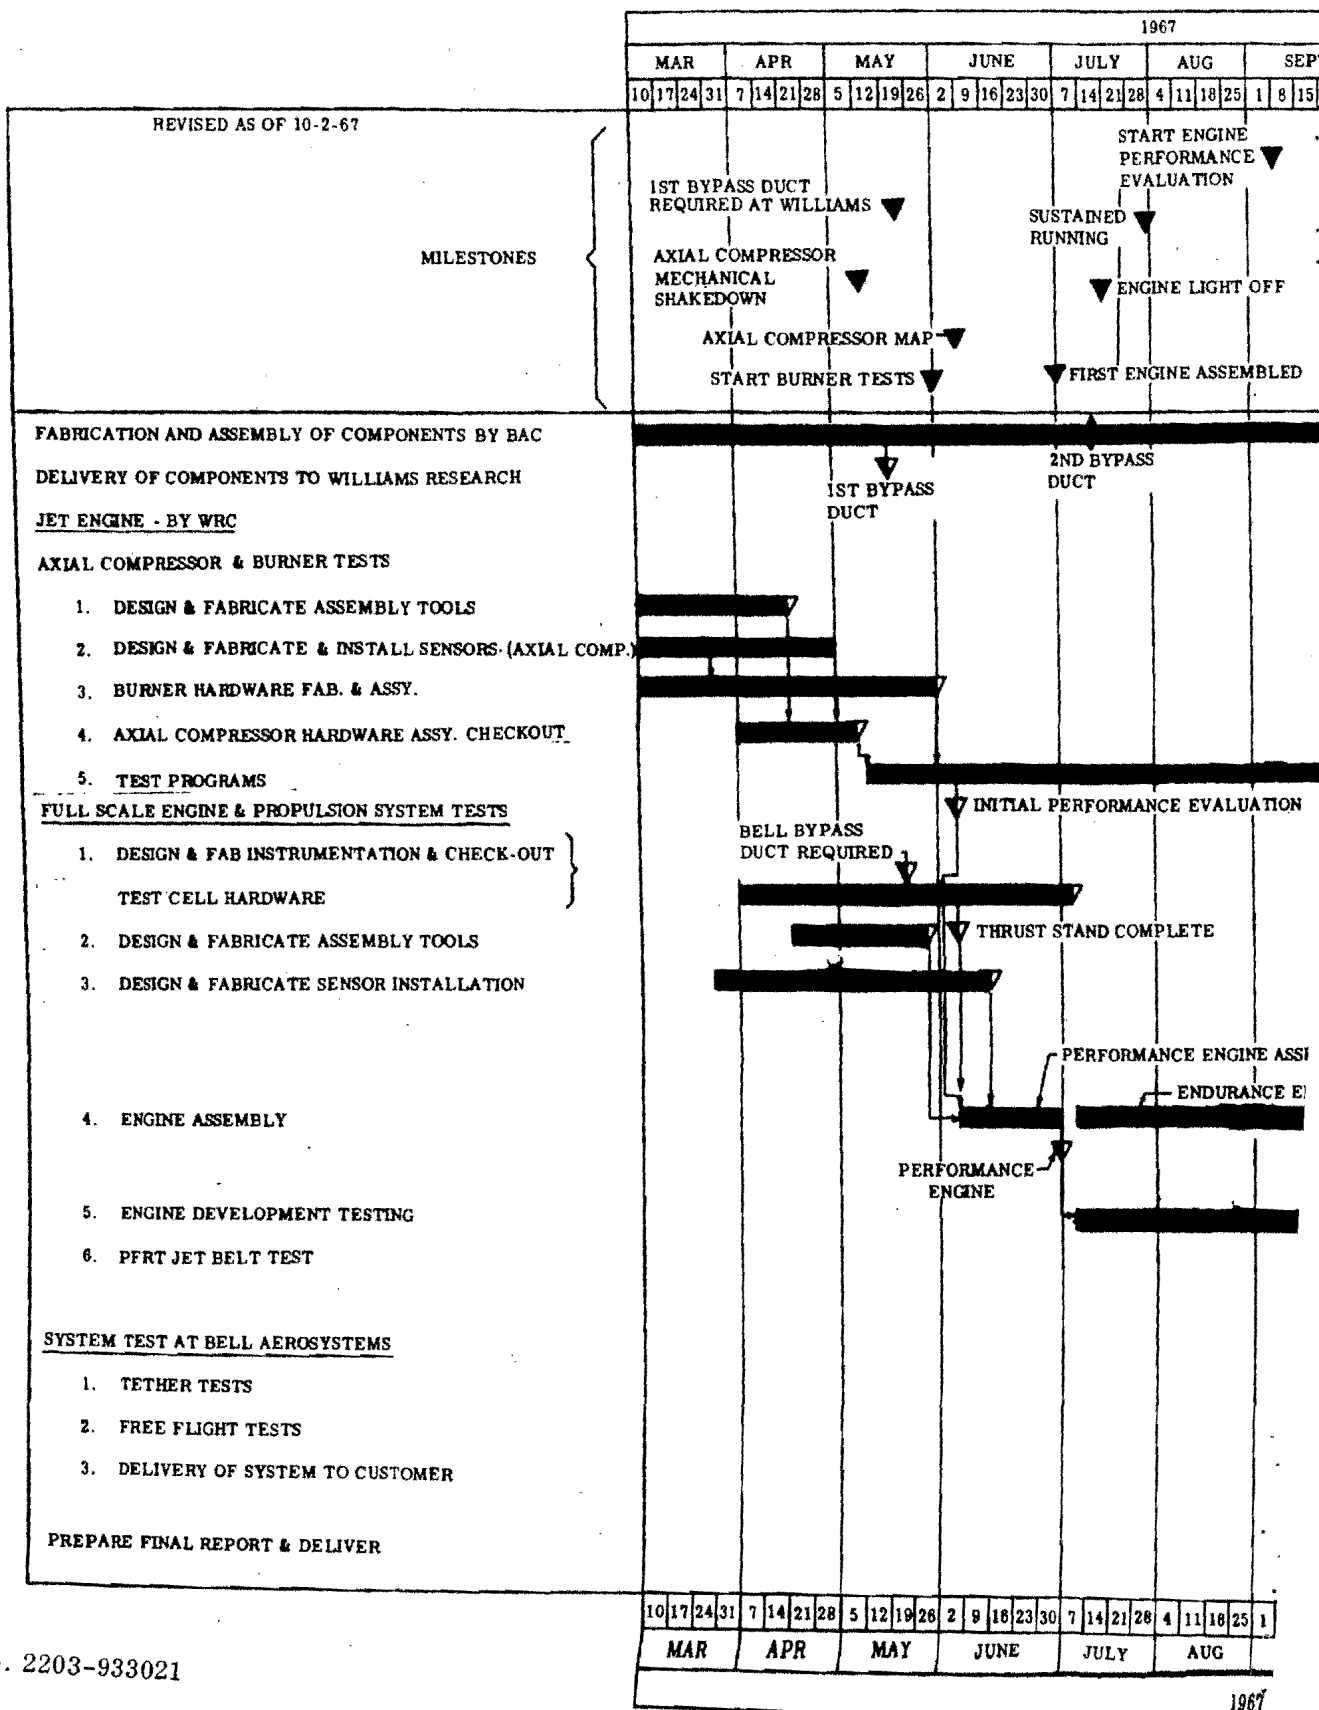 1967
MAR APR MAY JUNE JULY AUG SEP
10 17 24 31 7 14 21 28 5 12 19 26 2 9 16 23 30 7 14 21 28 4 11 18 25 1 8 15
REVISED AS OF 10-2-67
START ENGINE
PERFORMANCE
EVALUATION
1ST BYPASS DUCT
REQUIRED AT WILLIAMS
SUSTAINED
RUNNING
MILESTONES
AXIAL COMPRESSOR
MECHANICAL
SHAKEDOWN
ENGINE LIGHT OFF
AXIAL COMPRESSOR MAP
START BURNER TESTS
FIRST ENGINE ASSEMBLED
FABRICATION AND ASSEMBLY OF COMPONENTS BY BAC
2ND BYPASS
DUCT
DELIVERY OF COMPONENTS TO WILLIAMS RESEARCH
1ST BYPASS
DUCT
JET ENGINE - BY WRC
AXIAL COMPRESSOR & BURNER TESTS
1. DESIGN & FABRICATE ASSEMBLY TOOLS
2. DESIGN & FABRICATE & INSTALL SENSORS (AXIAL COMP.)
3. BURNER HARDWARE FAB. & ASSY.
4. AXIAL COMPRESSOR HARDWARE ASSY. CHECKOUT
5. TEST PROGRAMS
FULL SCALE ENGINE & PROPULSION SYSTEM TESTS
INITIAL PERFORMANCE EVALUATION
BELL BYPASS
DUCT REQUIRED
1. DESIGN & FAB INSTRUMENTATION & CHECK-OUT
TEST CELL HARDWARE
2. DESIGN & FABRICATE ASSEMBLY TOOLS
THRUST STAND COMPLETE
3. DESIGN & FABRICATE SENSOR INSTALLATION
PERFORMANCE ENGINE ASS
ENDURANCE E
4. ENGINE ASSEMBLY
PERFORMANCE
ENGINE
5. ENGINE DEVELOPMENT TESTING
6. PFRT JET BELT TEST
SYSTEM TEST AT BELL AEROSYSTEMS
1. TETHER TESTS
2. FREE FLIGHT TESTS
3. DELIVERY OF SYSTEM TO CUSTOMER
PREPARE FINAL REPORT & DELIVER
10 17 24 31 7 14 21 28 5 12 19 26 2 9 16 23 30 7 14 21 28 4 11 18 25 1
MAR APR MAY JUNE JULY AUG
. 2203-933021
1967